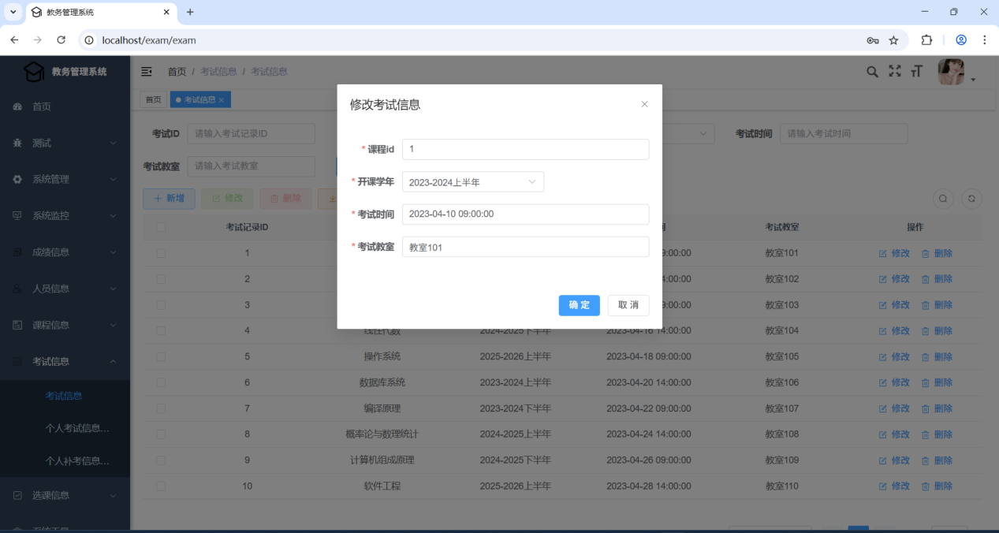 教务管理系统
localhost/exam/exam
教务管理系统
首页 / 考试信息 / 考试信息
首页
考试信息
首页
测试
系统管理
系统监控
成绩信息
人员信息
课程信息
考试信息
考试信息
个人考试信息...
个人补考信息...
选课信息
考试ID 请输入考试记录ID
考试时间 请输入考试时间
考试教室 请输入考试教室
新增 修改 删除
修改考试信息
* 课程id 1
* 开课学年 2023-2024上半年
* 考试时间 2023-04-10 09:00:00
* 考试教室 教室101
确 定 取 消
考试记录ID 考试教室 操作
1 9:00:00 教室101 修改 删除
2 4:00:00 教室102 修改 删除
3 9:00:00 教室103 修改 删除
4 线性代数 2024-2025下半年 2023-04-16 14:00:00 教室104 修改 删除
5 操作系统 2025-2026上半年 2023-04-18 09:00:00 教室105 修改 删除
6 数据库系统 2023-2024上半年 2023-04-20 14:00:00 教室106 修改 删除
7 编译原理 2023-2024下半年 2023-04-22 09:00:00 教室107 修改 删除
8 概率论与数理统计 2024-2025上半年 2023-04-24 14:00:00 教室108 修改 删除
9 计算机组成原理 2024-2025下半年 2023-04-26 09:00:00 教室109 修改 删除
10 软件工程 2025-2026上半年 2023-04-28 14:00:00 教室110 修改 删除